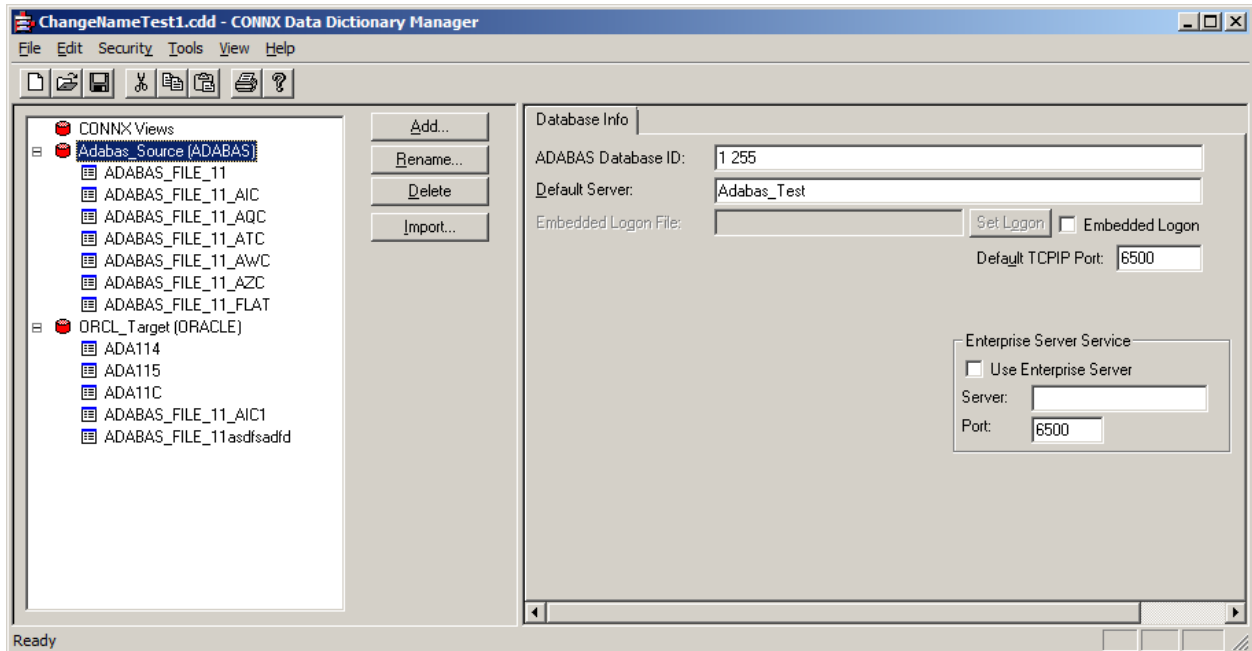 ChangeNameTest1.cdd - CONNX Data Dictionary Manager
File Edit Security Tools View Help
CONNX Views
Adabas_Source (ADABAS)
ADABAS_FILE_11
ADABAS_FILE_11_AIC
ADABAS_FILE_11_AQC
ADABAS_FILE_11_ATC
ADABAS_FILE_11_AWC
ADABAS_FILE_11_AZC
ADABAS_FILE_11_FLAT
ORCL_Target (ORACLE)
ADA114
ADA115
ADA11C
ADABAS_FILE_11_AIC1
ADABAS_FILE_11asdfsadfd
Add...
Rename...
Delete
Import...
Database Info
ADABAS Database ID: 1 255
Default Server: Adabas_Test
Embedded Logon File: Set Logon Embedded Logon
Default TCPIP Port: 6500
Enterprise Server Service
Use Enterprise Server
Server:
Port: 6500
Ready